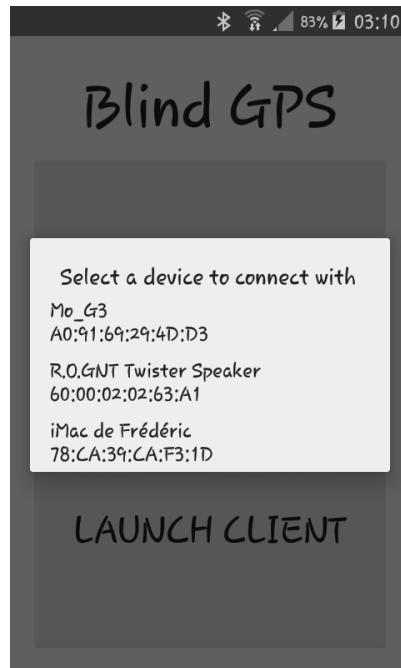 83% 03:10
Blind GPS
Select a device to connect with
Mo_G3
A0:91:69:29:4D:D3
R.O.GNT Twister Speaker
60:00:02:02:63:A1
iMac de Frédéric
78:CA:39:CA:F3:1D
LAUNCH CLIENT